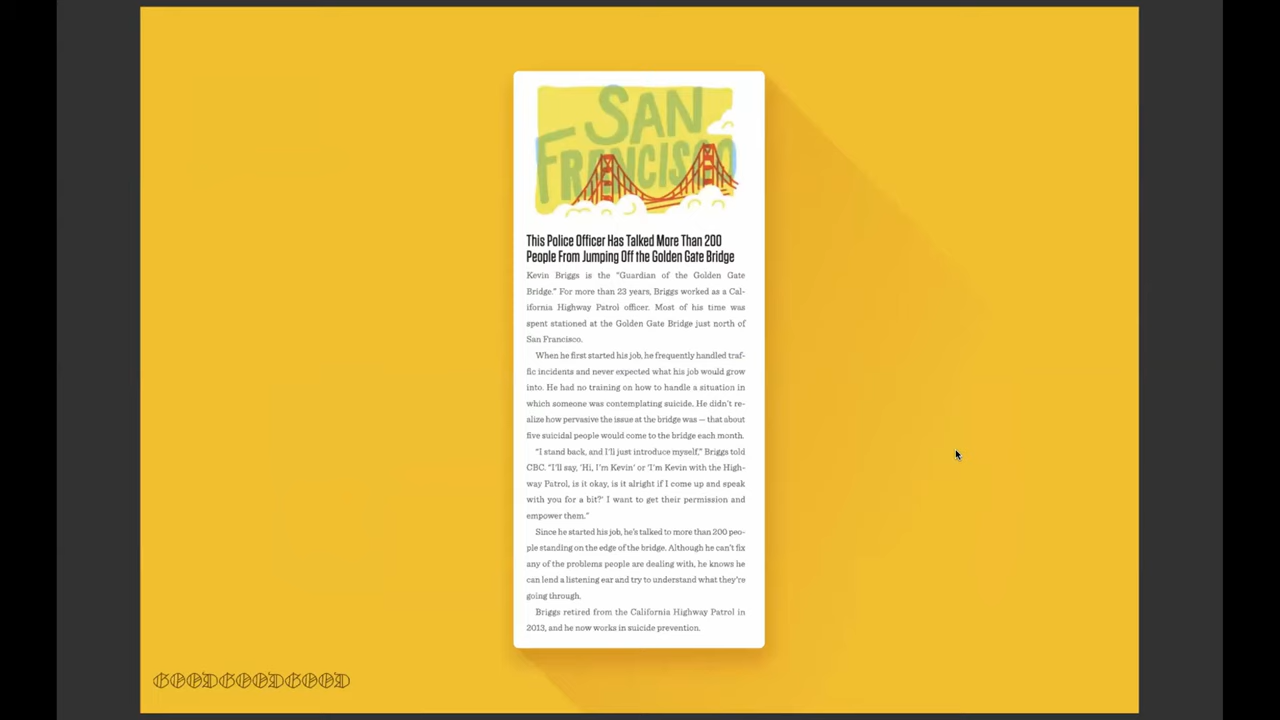 SAN
FRANCISCO
This Police Officer Has Talked More Than 200
People From Jumping Off the Golden Gate Bridge
Kevin Briggs is the “Guardian of the Golden Gate
Bridge.” For more than 23 years, Briggs worked as a Cal-
ifornia Highway Patrol officer. Most of his time was
spent stationed at the Golden Gate Bridge just north of
San Francisco.
When he first started his job, he frequently handled traf-
fic incidents and never expected what his job would grow
into. He had no training on how to handle a situation in
which someone was contemplating suicide. He didn’t re-
alize how pervasive the issue at the bridge was — that about
five suicidal people would come to the bridge each month.
“I stand back, and I’ll just introduce myself,” Briggs told
CBC. “I’ll say, ‘Hi, I’m Kevin’ or ‘I’m Kevin with the High-
way Patrol, is it okay, is it alright if I come up and speak
with you for a bit?’ I want to get their permission and
empower them.”
Since he started his job, he’s talked to more than 200 peo-
ple standing on the edge of the bridge. Although he can’t fix
any of the problems people are dealing with, he knows he
can lend a listening ear and try to understand what they’re
going through.
Briggs retired from the California Highway Patrol in
2013, and he now works in suicide prevention.
GOODGOODGOOD